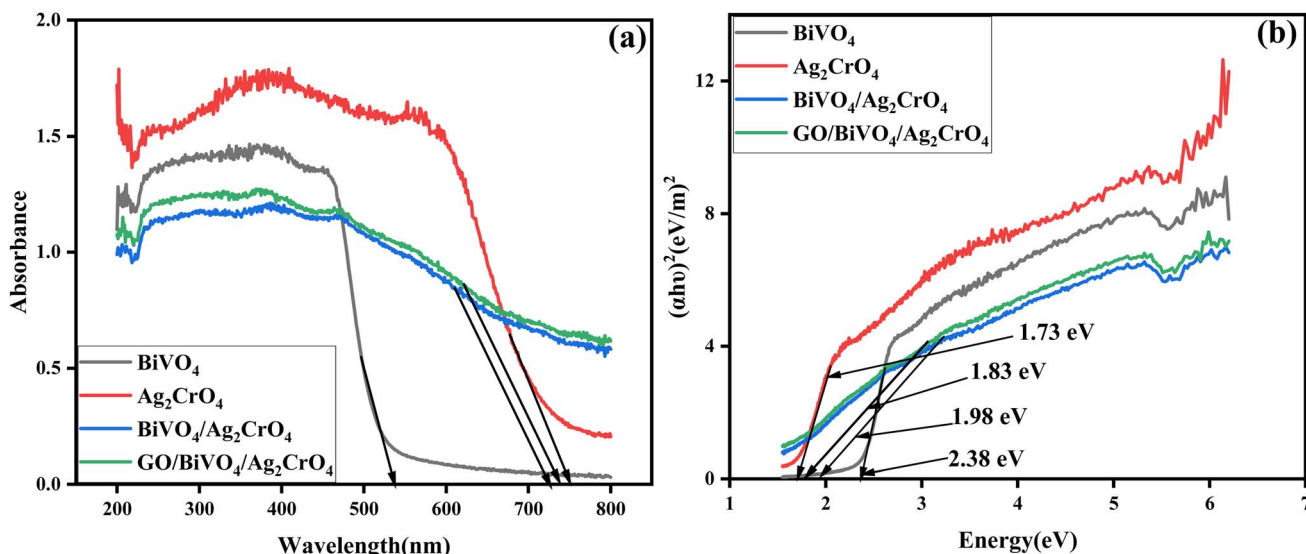 (a)
2.0
1.5
1.0
0.5
0.0
Absorbance
BiVO₄
Ag₂CrO₄
BiVO₄/Ag₂CrO₄
GO/BiVO₄/Ag₂CrO₄
200 300 400 500 600 700 800
Wavelength(nm)
(b)
BiVO₄
Ag₂CrO₄
BiVO₄/Ag₂CrO₄
GO/BiVO₄/Ag₂CrO₄
12
8
4
0
(αhυ)²(eV/m)²
1.73 eV
1.83 eV
1.98 eV
2.38 eV
1 2 3 4 5 6 7
Energy(eV)